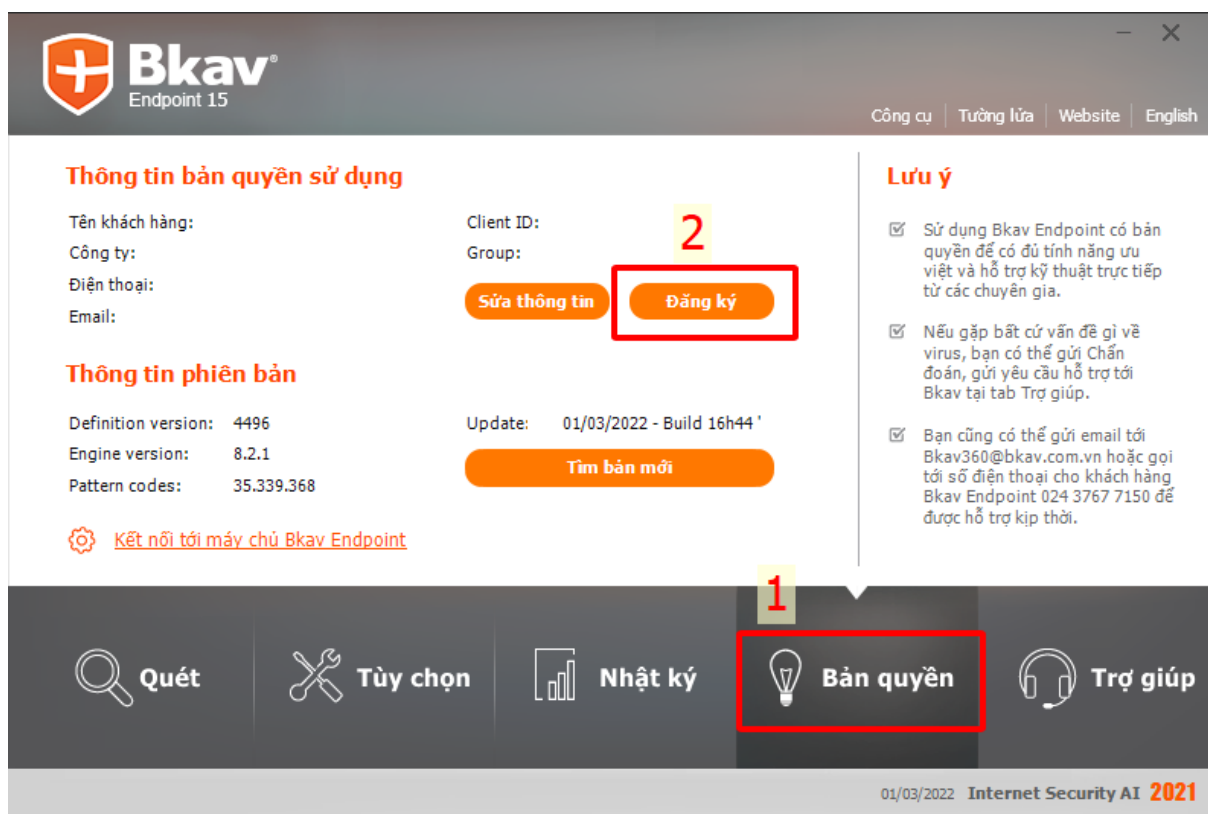 Bkav®
Endpoint 15
Công cụ | Tường lửa | Website | English
Thông tin bản quyền sử dụng
Tên khách hàng:
Công ty:
Điện thoại:
Email:
Client ID:
Group:
2
Sửa thông tin
Đăng ký
Thông tin phiên bản
Definition version: 4496
Engine version: 8.2.1
Pattern codes: 35.339.368
Update: 01/03/2022 - Build 16h44 '
Tìm bản mới
Kết nối tới máy chủ Bkav Endpoint
Lưu ý
Sử dụng Bkav Endpoint có bản
quyền để có đủ tính năng ưu
việt và hỗ trợ kỹ thuật trực tiếp
từ các chuyên gia.
Nếu gặp bất cứ vấn đề gì về
virus, bạn có thể gửi Chẩn
đoán, gửi yêu cầu hỗ trợ tới
Bkav tại tab Trợ giúp.
Bạn cũng có thể gửi email tới
Bkav360@bkav.com.vn hoặc gọi
tới số điện thoại cho khách hàng
Bkav Endpoint 024 3767 7150 để
được hỗ trợ kịp thời.
1
Quét
Tùy chọn
Nhật ký
Bản quyền
Trợ giúp
01/03/2022 Internet Security AI 2021